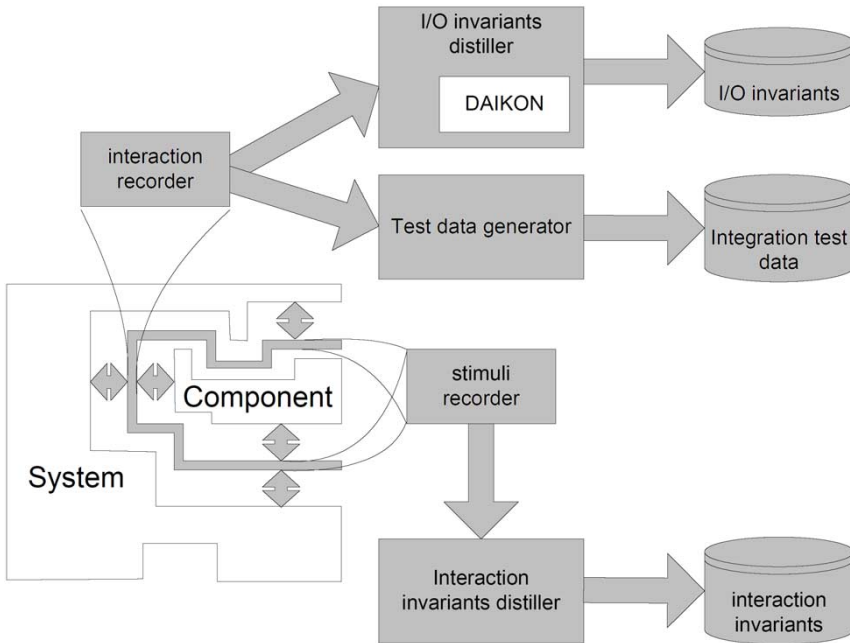 I/O invariants
distiller
DAIKON
I/O invariants
interaction
recorder
Test data generator
Integration test
data
Component
System
stimuli
recorder
Interaction
invariants distiller
interaction
invariants